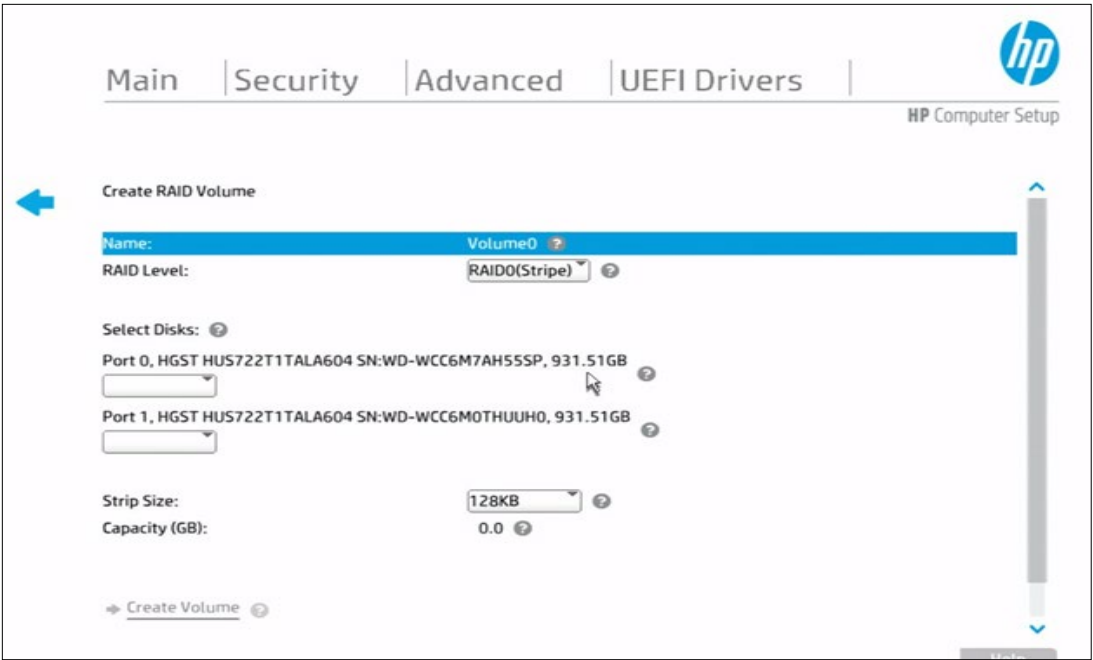 hp
Main Security Advanced UEFI Drivers
HP Computer Setup
Create RAID Volume
Name: Volume0 ?
RAID Level: RAID0(Stripe) ?
Select Disks: ?
Port 0, HGST HUS722T1TALA604 SN:WD-WCC6M7AH55SP, 931.51GB ?
Port 1, HGST HUS722T1TALA604 SN:WD-WCC6M0THUUH0, 931.51GB ?
Strip Size: 128KB ?
Capacity (GB): 0.0 ?
Create Volume ?
Help